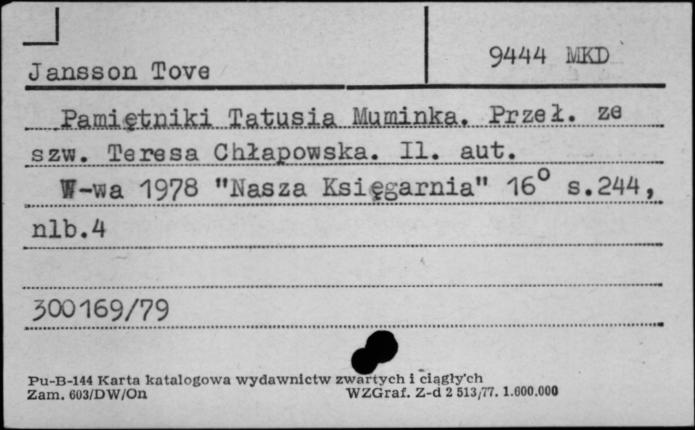 9444 MKD
Jansson Tove
Pamiętniki Tatusia Muminka. Przeł. ze
szw. Teresa Chłapowska. Il. aut.
W-wa 1978 "Nasza Księgarnia" 16° s.244,
nlb.4
300169/79
Pu-B-144 Karta katalogowa wydawnictw zwartych i ciągłych
Zam. 603/DW/On WZGraf. Z-d 2 513/77. 1.600.000